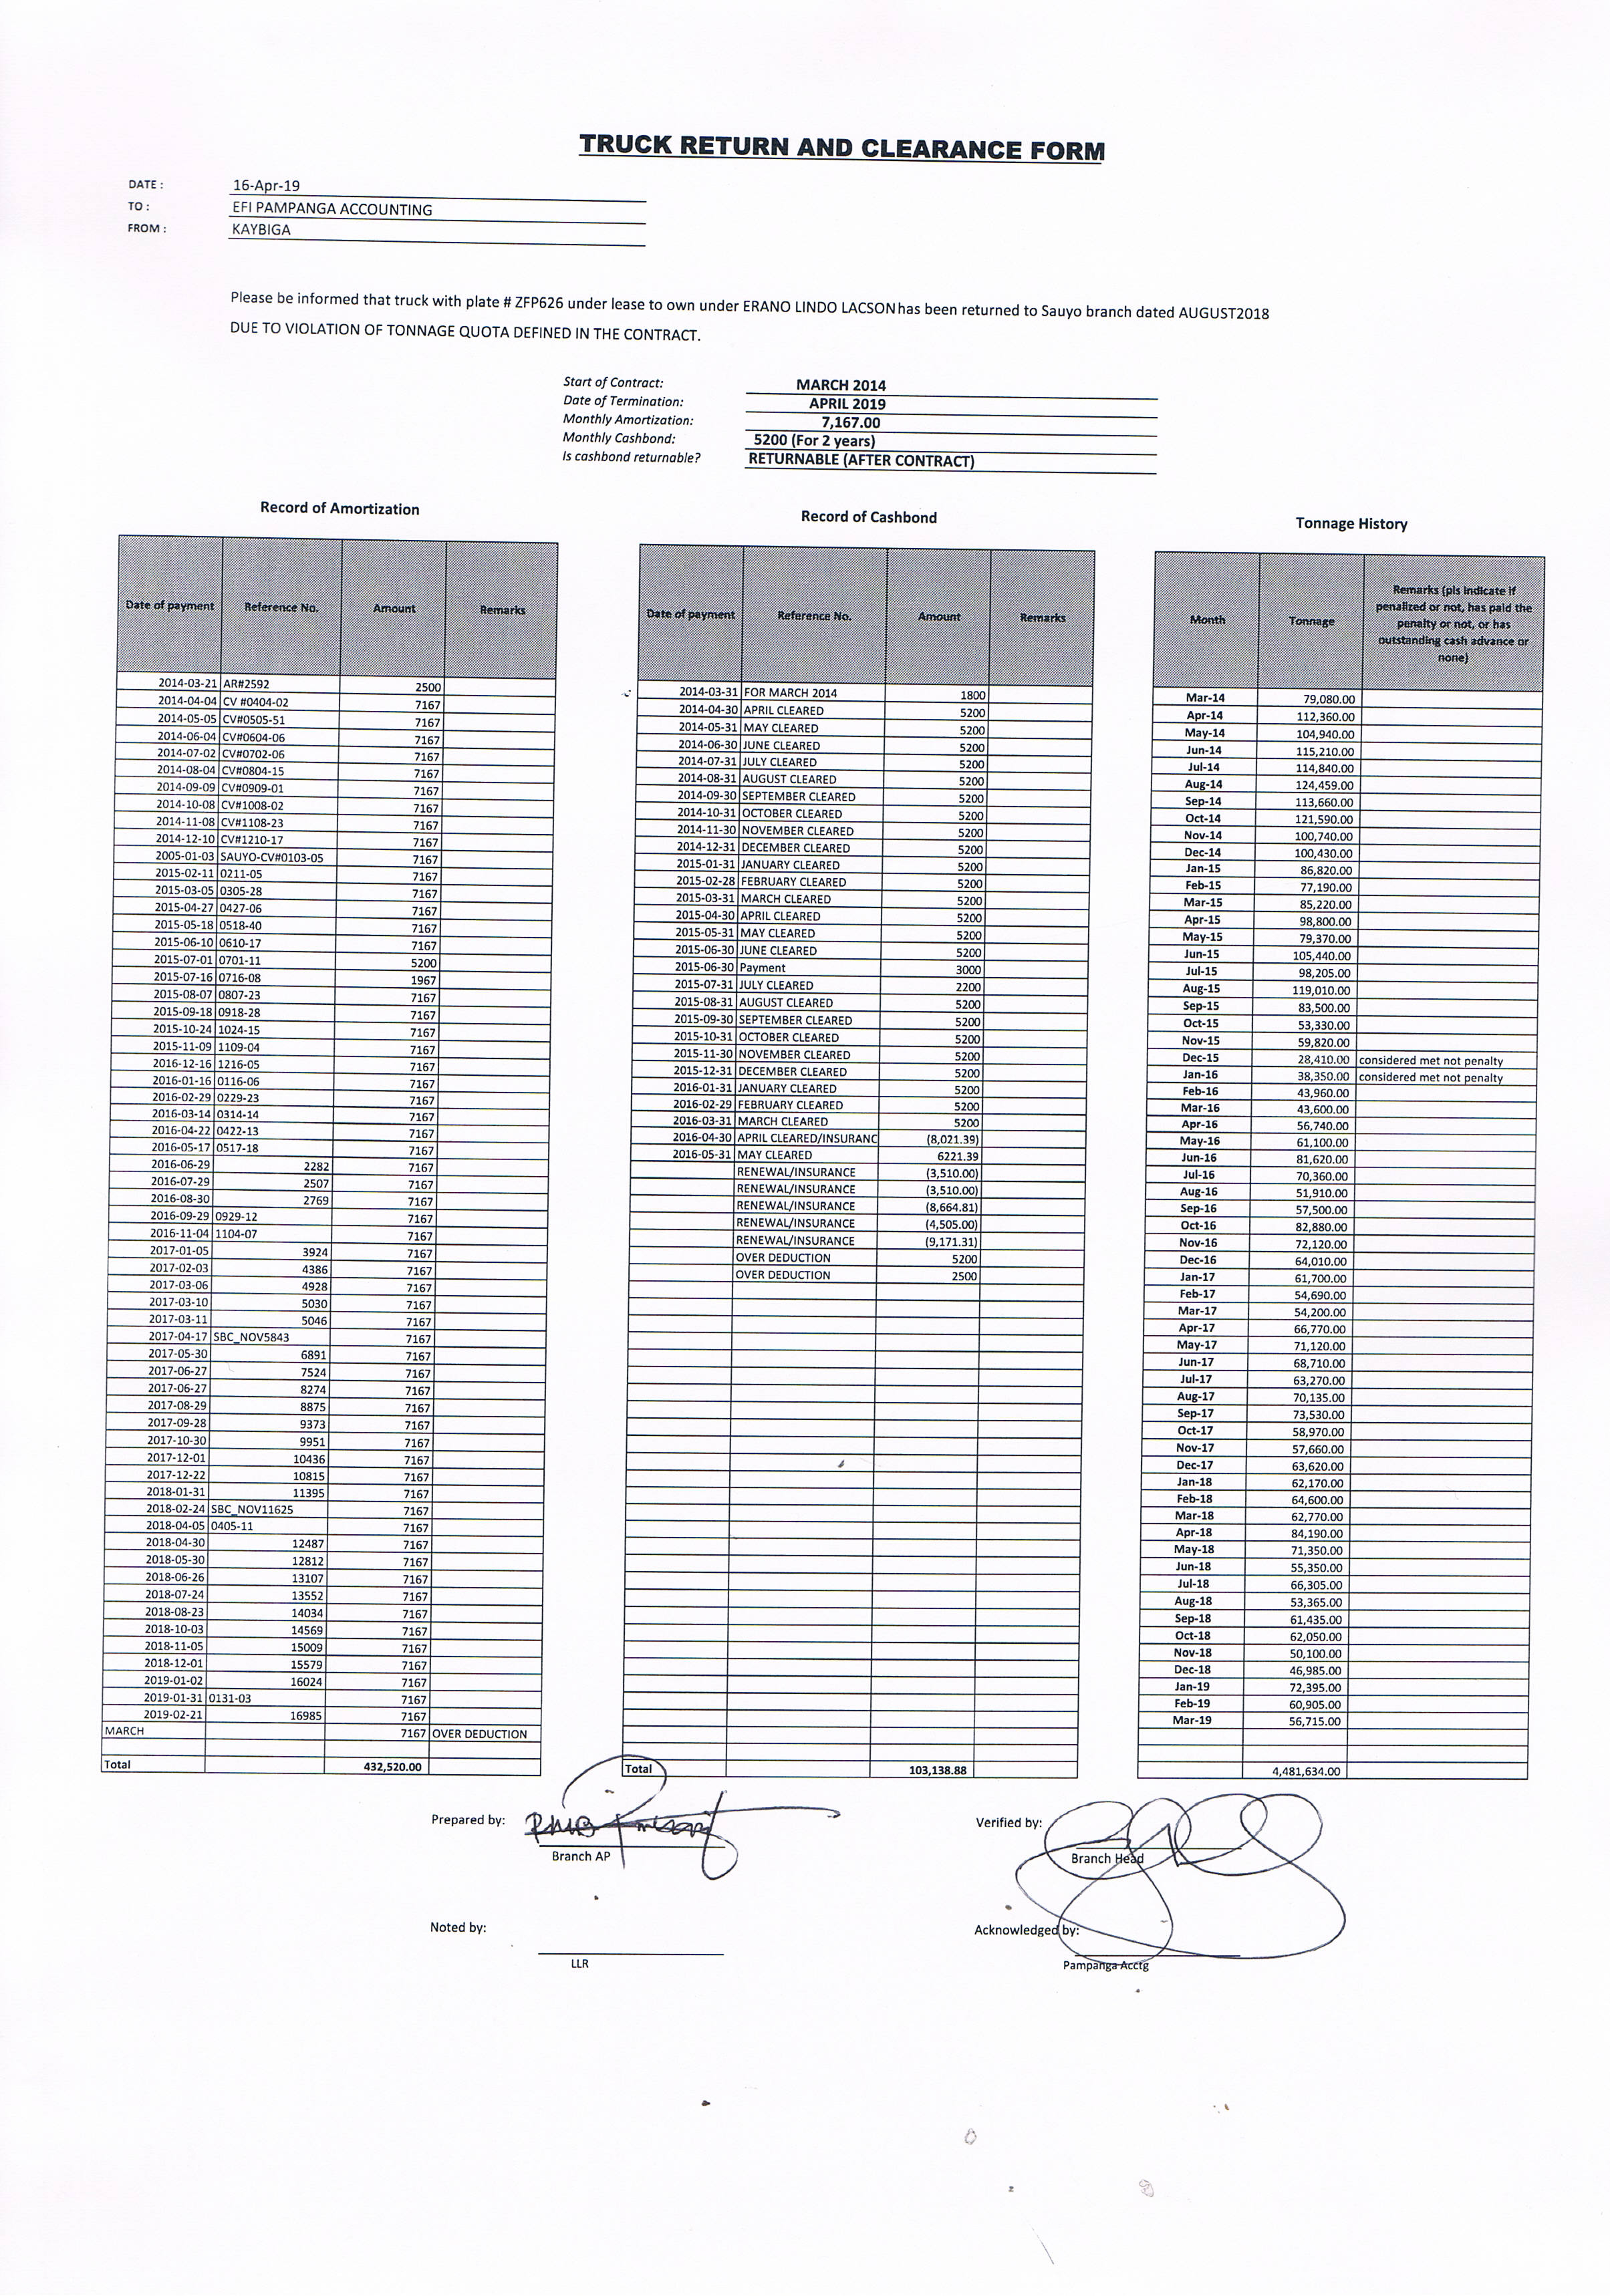 TRUCK RETURN AND CLEARANCE FORM
DATE : 16-Apr-19
TO : EFI PAMPANGA ACCOUNTING
FROM : KAYBIGA
Please be informed that truck with plate # ZFP626 under lease to own under ERANO LINDO LACSON has been returned to Sauyo branch dated AUGUST2018
DUE TO VIOLATION OF TONNAGE QUOTA DEFINED IN THE CONTRACT.
Start of Contract: MARCH 2014
Date of Termination: APRIL 2019
Monthly Amortization: 7,167.00
Monthly Cashbond: 5200 (For 2 years)
Is cashbond returnable? RETURNABLE (AFTER CONTRACT)
Record of Amortization
Date of payment Reference No. Amount Remarks
2014-03-21 AR#2592 2500
2014-04-04 CV #0404-02 7167
2014-05-05 CV#0505-51 7167
2014-06-04 CV#0604-06 7167
2014-07-02 CV#0702-06 7167
2014-08-04 CV#0804-15 7167
2014-09-09 CV#0909-01 7167
2014-10-08 CV#1008-02 7167
2014-11-08 CV#1108-23 7167
2014-12-10 CV#1210-17 7167
2005-01-03 SAUYO-CV#0103-05 7167
2015-02-11 0211-05 7167
2015-03-05 0305-28 7167
2015-04-27 0427-06 7167
2015-05-18 0518-40 7167
2015-06-10 0610-17 7167
2015-07-01 0701-11 5200
2015-07-16 0716-08 1967
2015-08-07 0807-23 7167
2015-09-18 0918-28 7167
2015-10-24 1024-15 7167
2015-11-09 1109-04 7167
2016-12-16 1216-05 7167
2016-01-16 0116-06 7167
2016-02-29 0229-23 7167
2016-03-14 0314-14 7167
2016-04-22 0422-13 7167
2016-05-17 0517-18 7167
2016-06-29 2282 7167
2016-07-29 2507 7167
2016-08-30 2769 7167
2016-09-29 0929-12 7167
2016-11-04 1104-07 7167
2017-01-05 3924 7167
2017-02-03 4386 7167
2017-03-06 4928 7167
2017-03-10 5030 7167
2017-03-11 5046 7167
2017-04-17 SBC_NOV5843 7167
2017-05-30 6891 7167
2017-06-27 7524 7167
2017-06-27 8274 7167
2017-08-29 8875 7167
2017-09-28 9373 7167
2017-10-30 9951 7167
2017-12-01 10436 7167
2017-12-22 10815 7167
2018-01-31 11395 7167
2018-02-24 SBC_NOV11625 7167
2018-04-05 0405-11 7167
2018-04-30 12487 7167
2018-05-30 12812 7167
2018-06-26 13107 7167
2018-07-24 13552 7167
2018-08-23 14034 7167
2018-10-03 14569 7167
2018-11-05 15009 7167
2018-12-01 15579 7167
2019-01-02 16024 7167
2019-01-31 0131-03 7167
2019-02-21 16985 7167
MARCH 7167 OVER DEDUCTION
Total 432,520.00
Record of Cashbond
Date of payment Reference No. Amount Remarks
2014-03-31 FOR MARCH 2014 1800
2014-04-30 APRIL CLEARED 5200
2014-05-31 MAY CLEARED 5200
2014-06-30 JUNE CLEARED 5200
2014-07-31 JULY CLEARED 5200
2014-08-31 AUGUST CLEARED 5200
2014-09-30 SEPTEMBER CLEARED 5200
2014-10-31 OCTOBER CLEARED 5200
2014-11-30 NOVEMBER CLEARED 5200
2014-12-31 DECEMBER CLEARED 5200
2015-01-31 JANUARY CLEARED 5200
2015-02-28 FEBRUARY CLEARED 5200
2015-03-31 MARCH CLEARED 5200
2015-04-30 APRIL CLEARED 5200
2015-05-31 MAY CLEARED 5200
2015-06-30 JUNE CLEARED 5200
2015-06-30 Payment 3000
2015-07-31 JULY CLEARED 2200
2015-08-31 AUGUST CLEARED 5200
2015-09-30 SEPTEMBER CLEARED 5200
2015-10-31 OCTOBER CLEARED 5200
2015-11-30 NOVEMBER CLEARED 5200
2015-12-31 DECEMBER CLEARED 5200
2016-01-31 JANUARY CLEARED 5200
2016-02-29 FEBRUARY CLEARED 5200
2016-03-31 MARCH CLEARED 5200
2016-04-30 APRIL CLEARED/INSURANC (8,021.39)
2016-05-31 MAY CLEARED 6221.39
RENEWAL/INSURANCE (3,510.00)
RENEWAL/INSURANCE (3,510.00)
RENEWAL/INSURANCE (8,664.81)
RENEWAL/INSURANCE (4,505.00)
RENEWAL/INSURANCE (9,171.31)
OVER DEDUCTION 5200
OVER DEDUCTION 2500
Total 103,138.88
Tonnage History
Month Tonnage Remarks (pls indicate if penalized or not, has paid the penalty or not, or has outstanding cash advance or none)
Mar-14 79,080.00
Apr-14 112,360.00
May-14 104,940.00
Jun-14 115,210.00
Jul-14 114,840.00
Aug-14 124,459.00
Sep-14 113,660.00
Oct-14 121,590.00
Nov-14 100,740.00
Dec-14 100,430.00
Jan-15 86,820.00
Feb-15 77,190.00
Mar-15 85,220.00
Apr-15 98,800.00
May-15 79,370.00
Jun-15 105,440.00
Jul-15 98,205.00
Aug-15 119,010.00
Sep-15 83,500.00
Oct-15 53,330.00
Nov-15 59,820.00
Dec-15 28,410.00 considered met not penalty
Jan-16 38,350.00 considered met not penalty
Feb-16 43,960.00
Mar-16 43,600.00
Apr-16 56,740.00
May-16 61,100.00
Jun-16 81,620.00
Jul-16 70,360.00
Aug-16 51,910.00
Sep-16 57,500.00
Oct-16 82,880.00
Nov-16 72,120.00
Dec-16 64,010.00
Jan-17 61,700.00
Feb-17 54,690.00
Mar-17 54,200.00
Apr-17 66,770.00
May-17 71,120.00
Jun-17 68,710.00
Jul-17 63,270.00
Aug-17 70,135.00
Sep-17 73,530.00
Oct-17 58,970.00
Nov-17 57,660.00
Dec-17 63,620.00
Jan-18 62,170.00
Feb-18 64,600.00
Mar-18 62,770.00
Apr-18 84,190.00
May-18 71,350.00
Jun-18 55,350.00
Jul-18 66,305.00
Aug-18 53,365.00
Sep-18 61,435.00
Oct-18 62,050.00
Nov-18 50,100.00
Dec-18 46,985.00
Jan-19 72,395.00
Feb-19 60,905.00
Mar-19 56,715.00
4,481,634.00
Prepared by:
Branch AP
Verified by:
Branch Head
Noted by:
LLR
Acknowledged by:
Pampanga Acctg